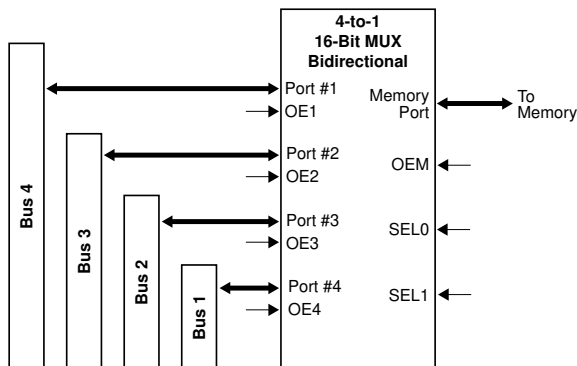 4-to-1
16-Bit MUX
Bidirectional
Port #1
OE1
Memory
Port
To
Memory
Port #2
OE2
OEM
Port #3
OE3
SEL0
Port #4
OE4
SEL1
Bus 4
Bus 3
Bus 2
Bus 1